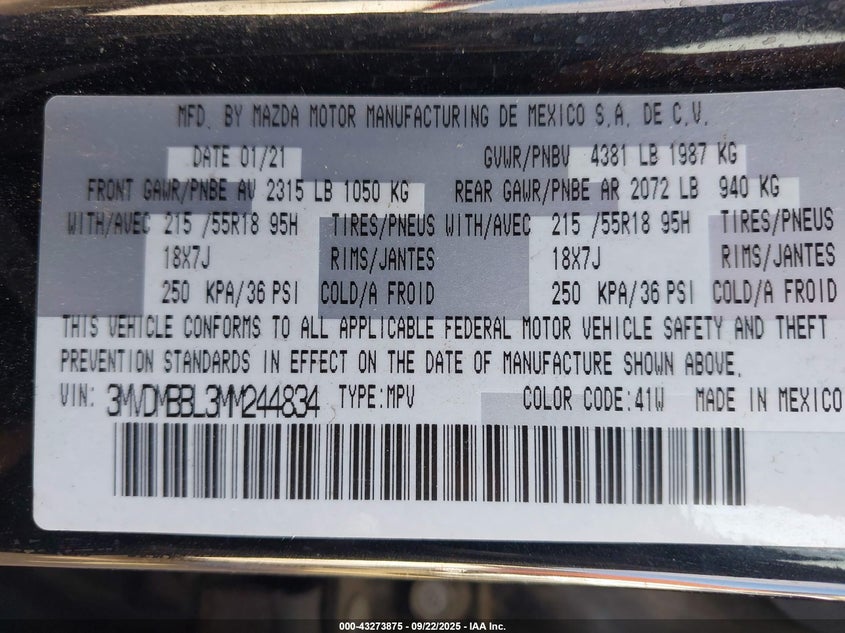 MFD. BY MAZDA MOTOR MANUFACTURING DE MEXICO S.A. DE C.V.
DATE 01/21 GVWR/PNBV 4381 LB 1987 KG
FRONT GAWR/PNBE AV 2315 LB 1050 KG REAR GAWR/PNBE AR 2072 LB 940 KG
WITH/AVEC 215 /55R18 95H TIRES/PNEUS WITH/AVEC 215 /55R18 95H TIRES/PNEUS
18X7J RIMS/JANTES 18X7J RIMS/JANTES
250 KPA/36 PSI COLD/A FROID 250 KPA/36 PSI COLD/A FROID
THIS VEHICLE CONFORMS TO ALL APPLICABLE FEDERAL MOTOR VEHICLE SAFETY AND THEFT
PREVENTION STANDARDS IN EFFECT ON THE DATE OF MANUFACTURE SHOWN ABOVE.
VIN: 3MVDMBBL3MM244834 TYPE:MPV COLOR CODE:41W MADE IN MEXICO
000-43273875 - 09/22/2025 - IAA Inc.